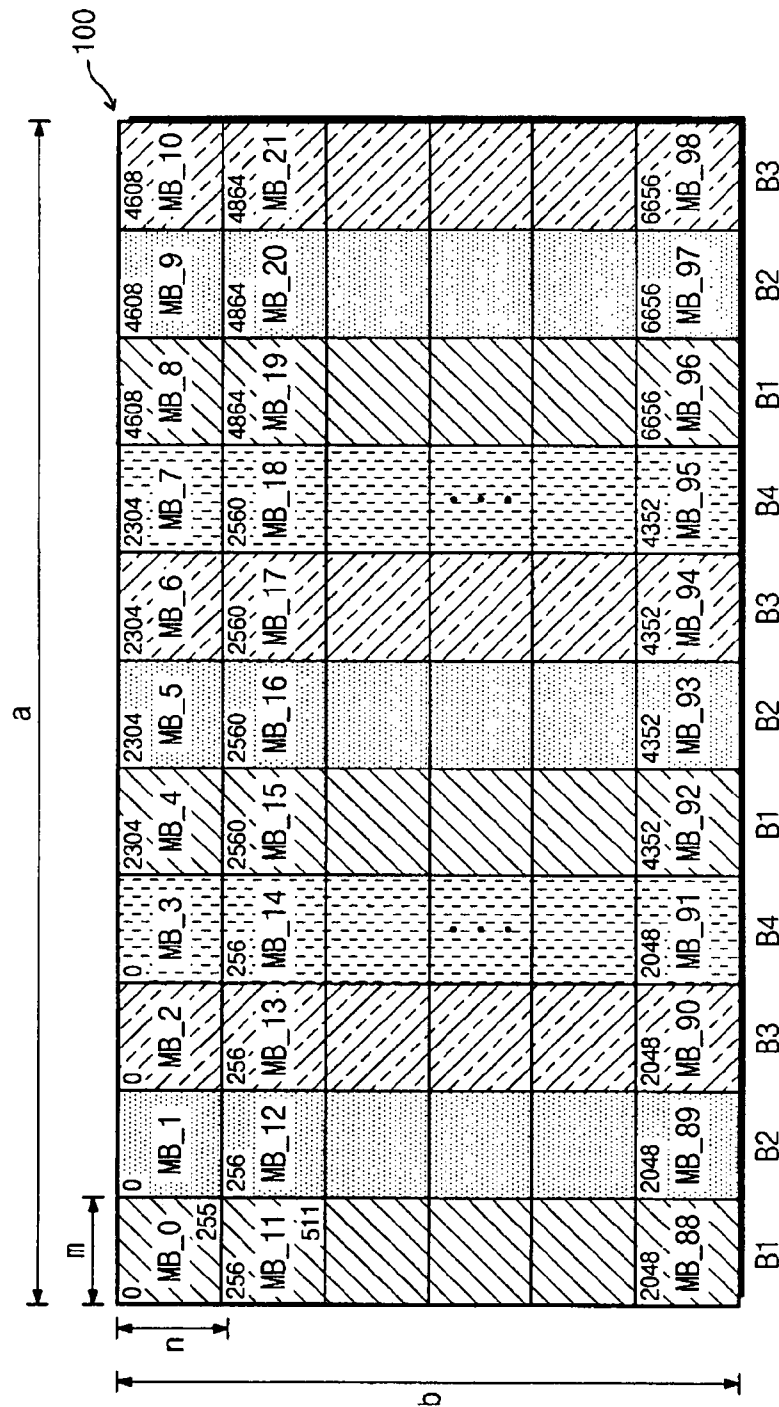 a
100
m
n
b
0 0 0 0 2304 2304 2304 2304 4608 4608 4608
MB_0 MB_1 MB_2 MB_3 MB_4 MB_5 MB_6 MB_7 MB_8 MB_9 MB_10
255
256 256 256 256 2560 2560 2560 2560 4864 4864 4864
MB_11 MB_12 MB_13 MB_14 MB_15 MB_16 MB_17 MB_18 MB_19 MB_20 MB_21
511
2048 2048 2048 2048 4352 4352 4352 4352 6656 6656 6656
MB_88 MB_89 MB_90 MB_91 MB_92 MB_93 MB_94 MB_95 MB_96 MB_97 MB_98
B1 B2 B3 B4 B1 B2 B3 B4 B1 B2 B3